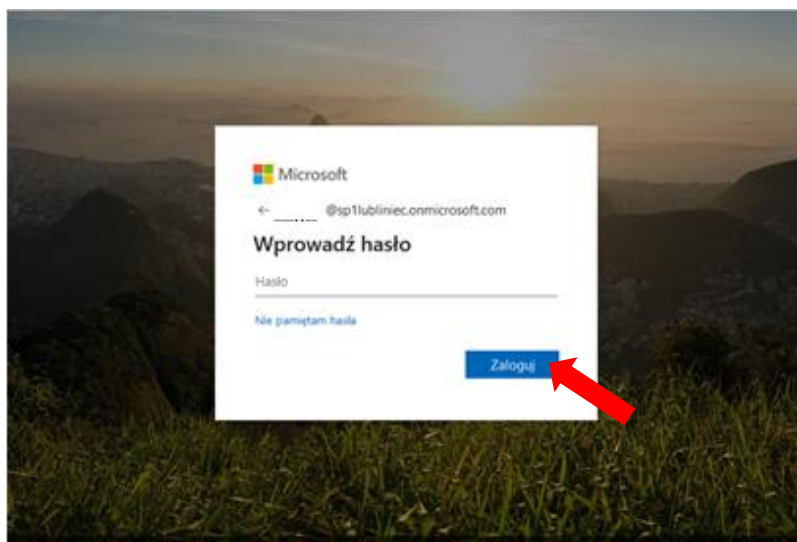 Microsoft
← @sp1lubliniec.onmicrosoft.com
Wprowadź hasło
Hasło
Nie pamiętam hasła
Zaloguj